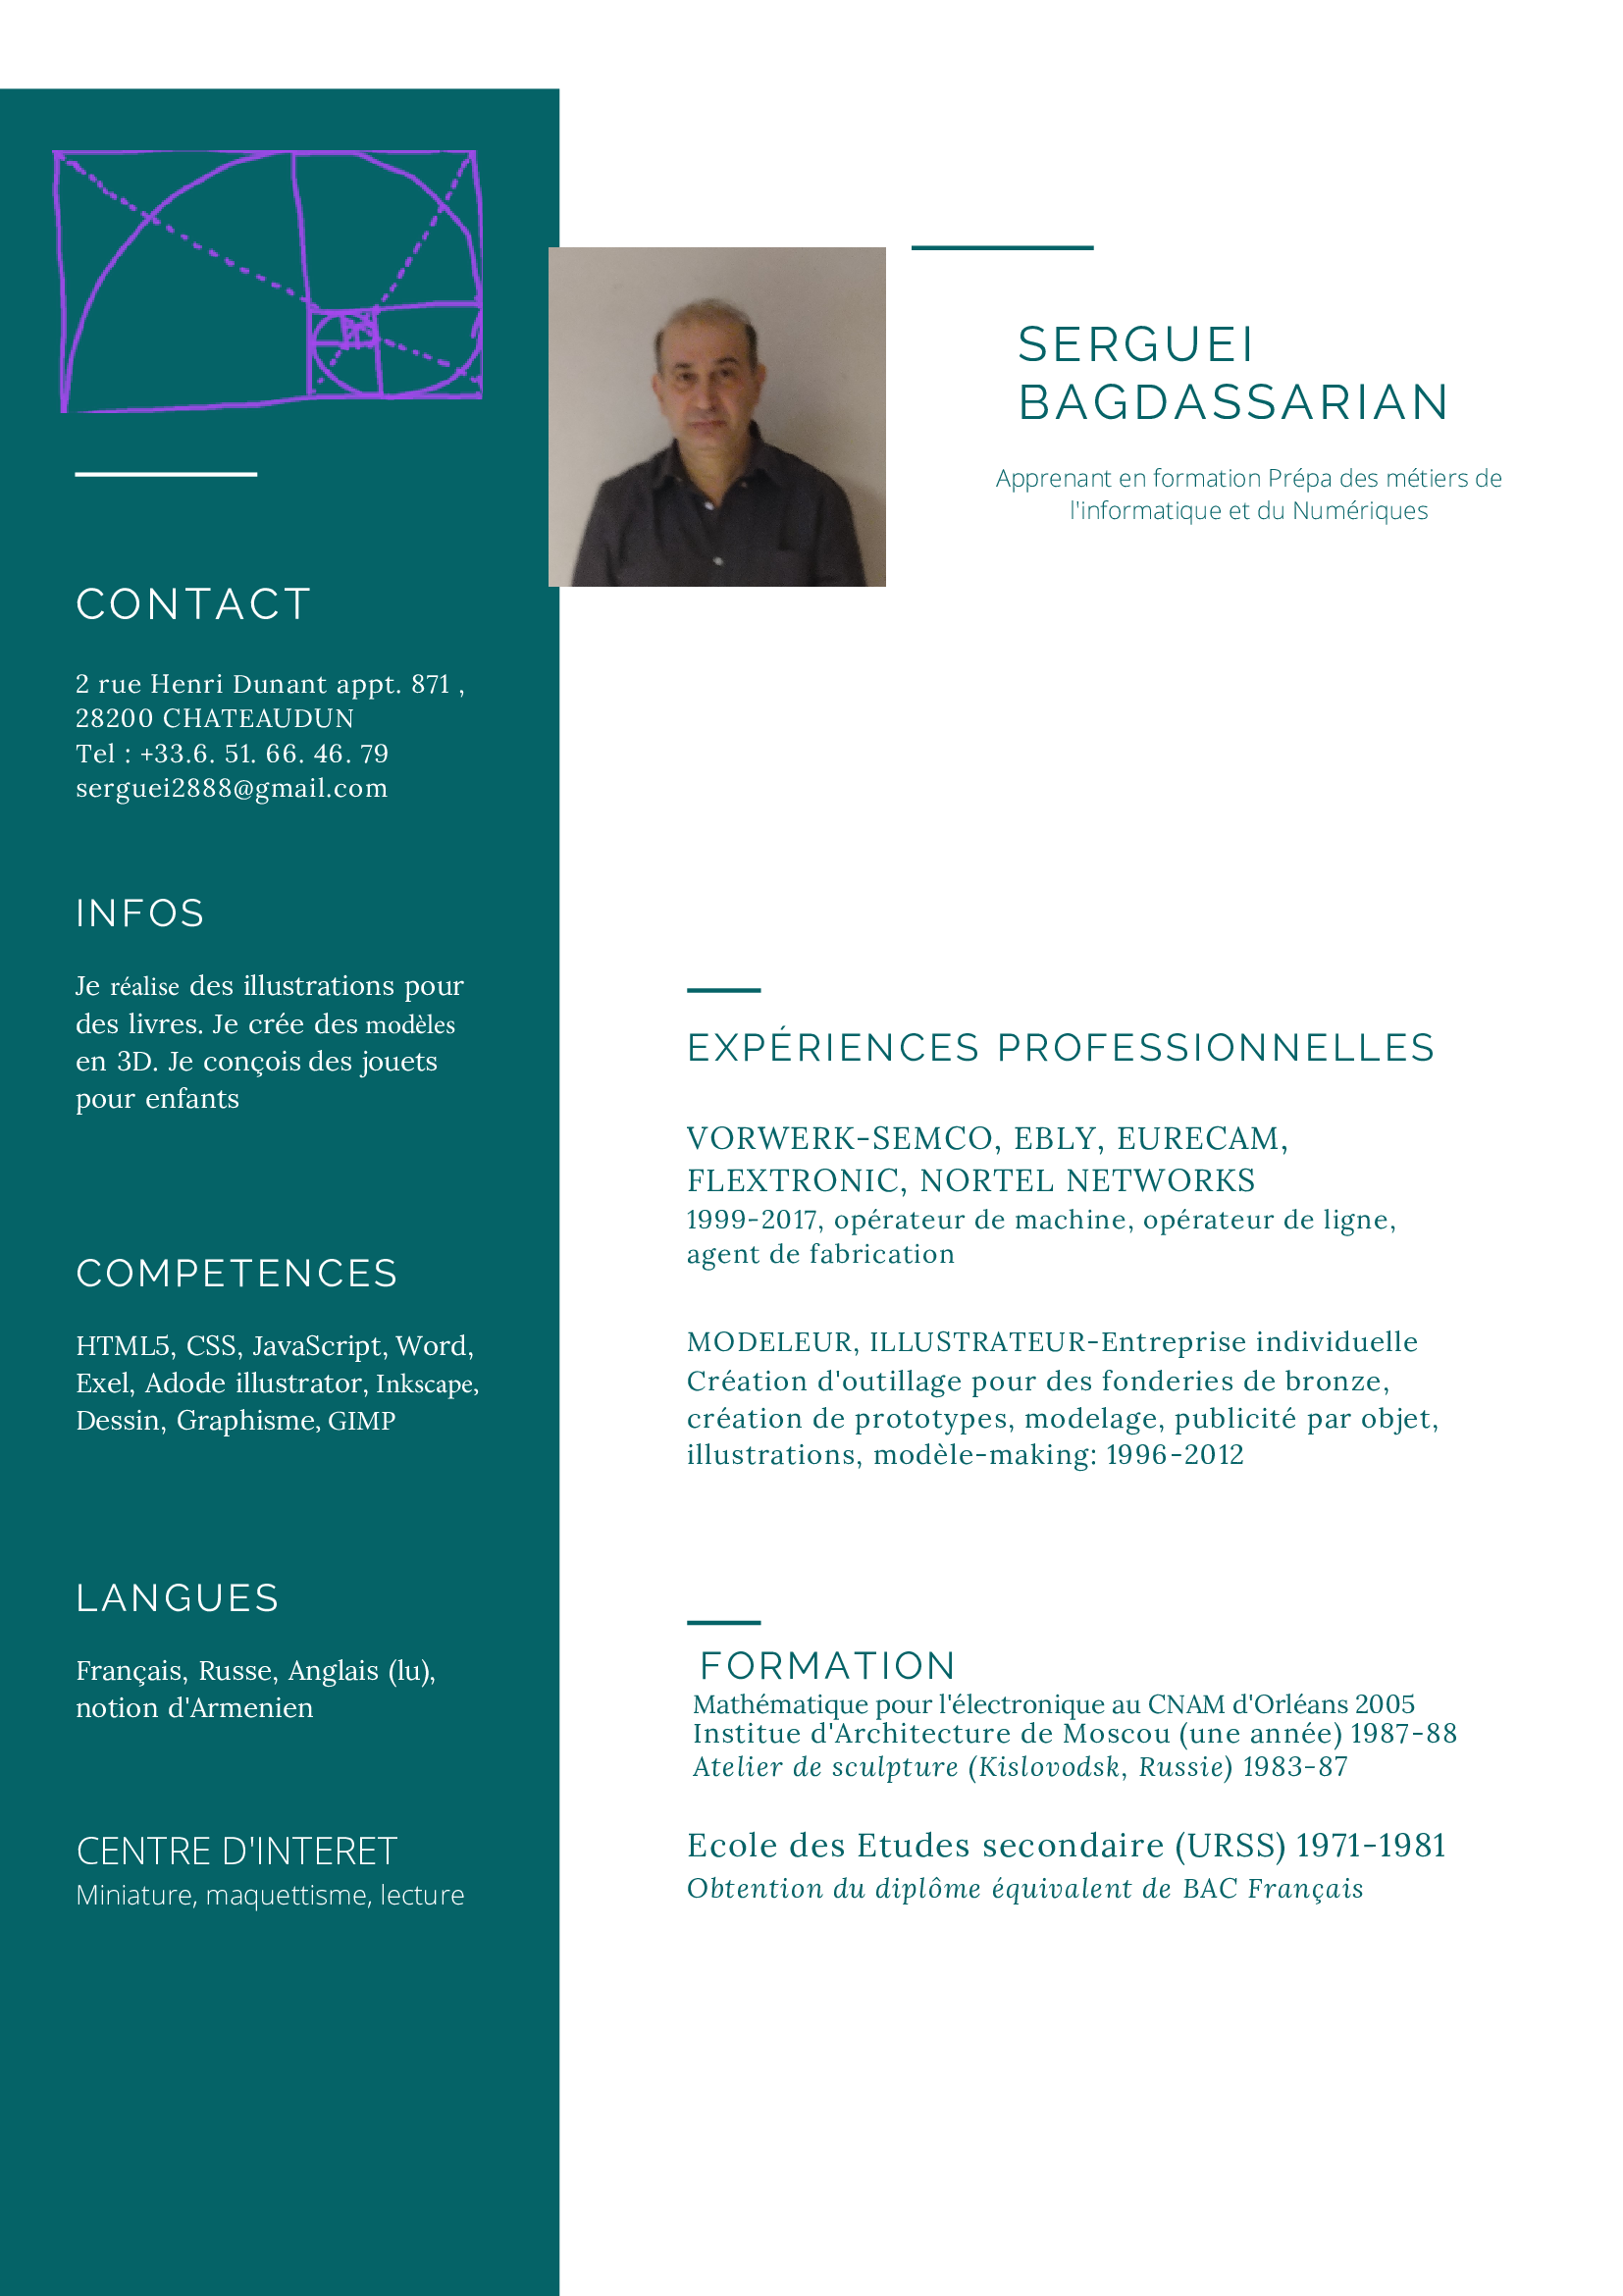 SERGUEI
BAGDASSARIAN
Apprenant en formation Prépa des métiers de
l'informatique et du Numériques
CONTACT
2 rue Henri Dunant appt. 871 ,
28200 CHATEAUDUN
Tel : +33.6. 51. 66. 46. 79
serguei2888@gmail.com
INFOS
Je réalise des illustrations pour
des livres. Je crée des modèles
en 3D. Je conçois des jouets
pour enfants
COMPETENCES
HTML5, CSS, JavaScript, Word,
Exel, Adode illustrator, Inkscape,
Dessin, Graphisme, GIMP
LANGUES
Français, Russe, Anglais (lu),
notion d'Armenien
CENTRE D'INTERET
Miniature, maquettisme, lecture
EXPÉRIENCES PROFESSIONNELLES
VORWERK-SEMCO, EBLY, EURECAM,
FLEXTRONIC, NORTEL NETWORKS
1999-2017, opérateur de machine, opérateur de ligne,
agent de fabrication
MODELEUR, ILLUSTRATEUR-Entreprise individuelle
Création d'outillage pour des fonderies de bronze,
création de prototypes, modelage, publicité par objet,
illustrations, modèle-making: 1996-2012
FORMATION
Mathématique pour l'électronique au CNAM d'Orléans 2005
Institue d'Architecture de Moscou (une année) 1987-88
Atelier de sculpture (Kislovodsk, Russie) 1983-87
Ecole des Etudes secondaire (URSS) 1971-1981
Obtention du diplôme équivalent de BAC Français